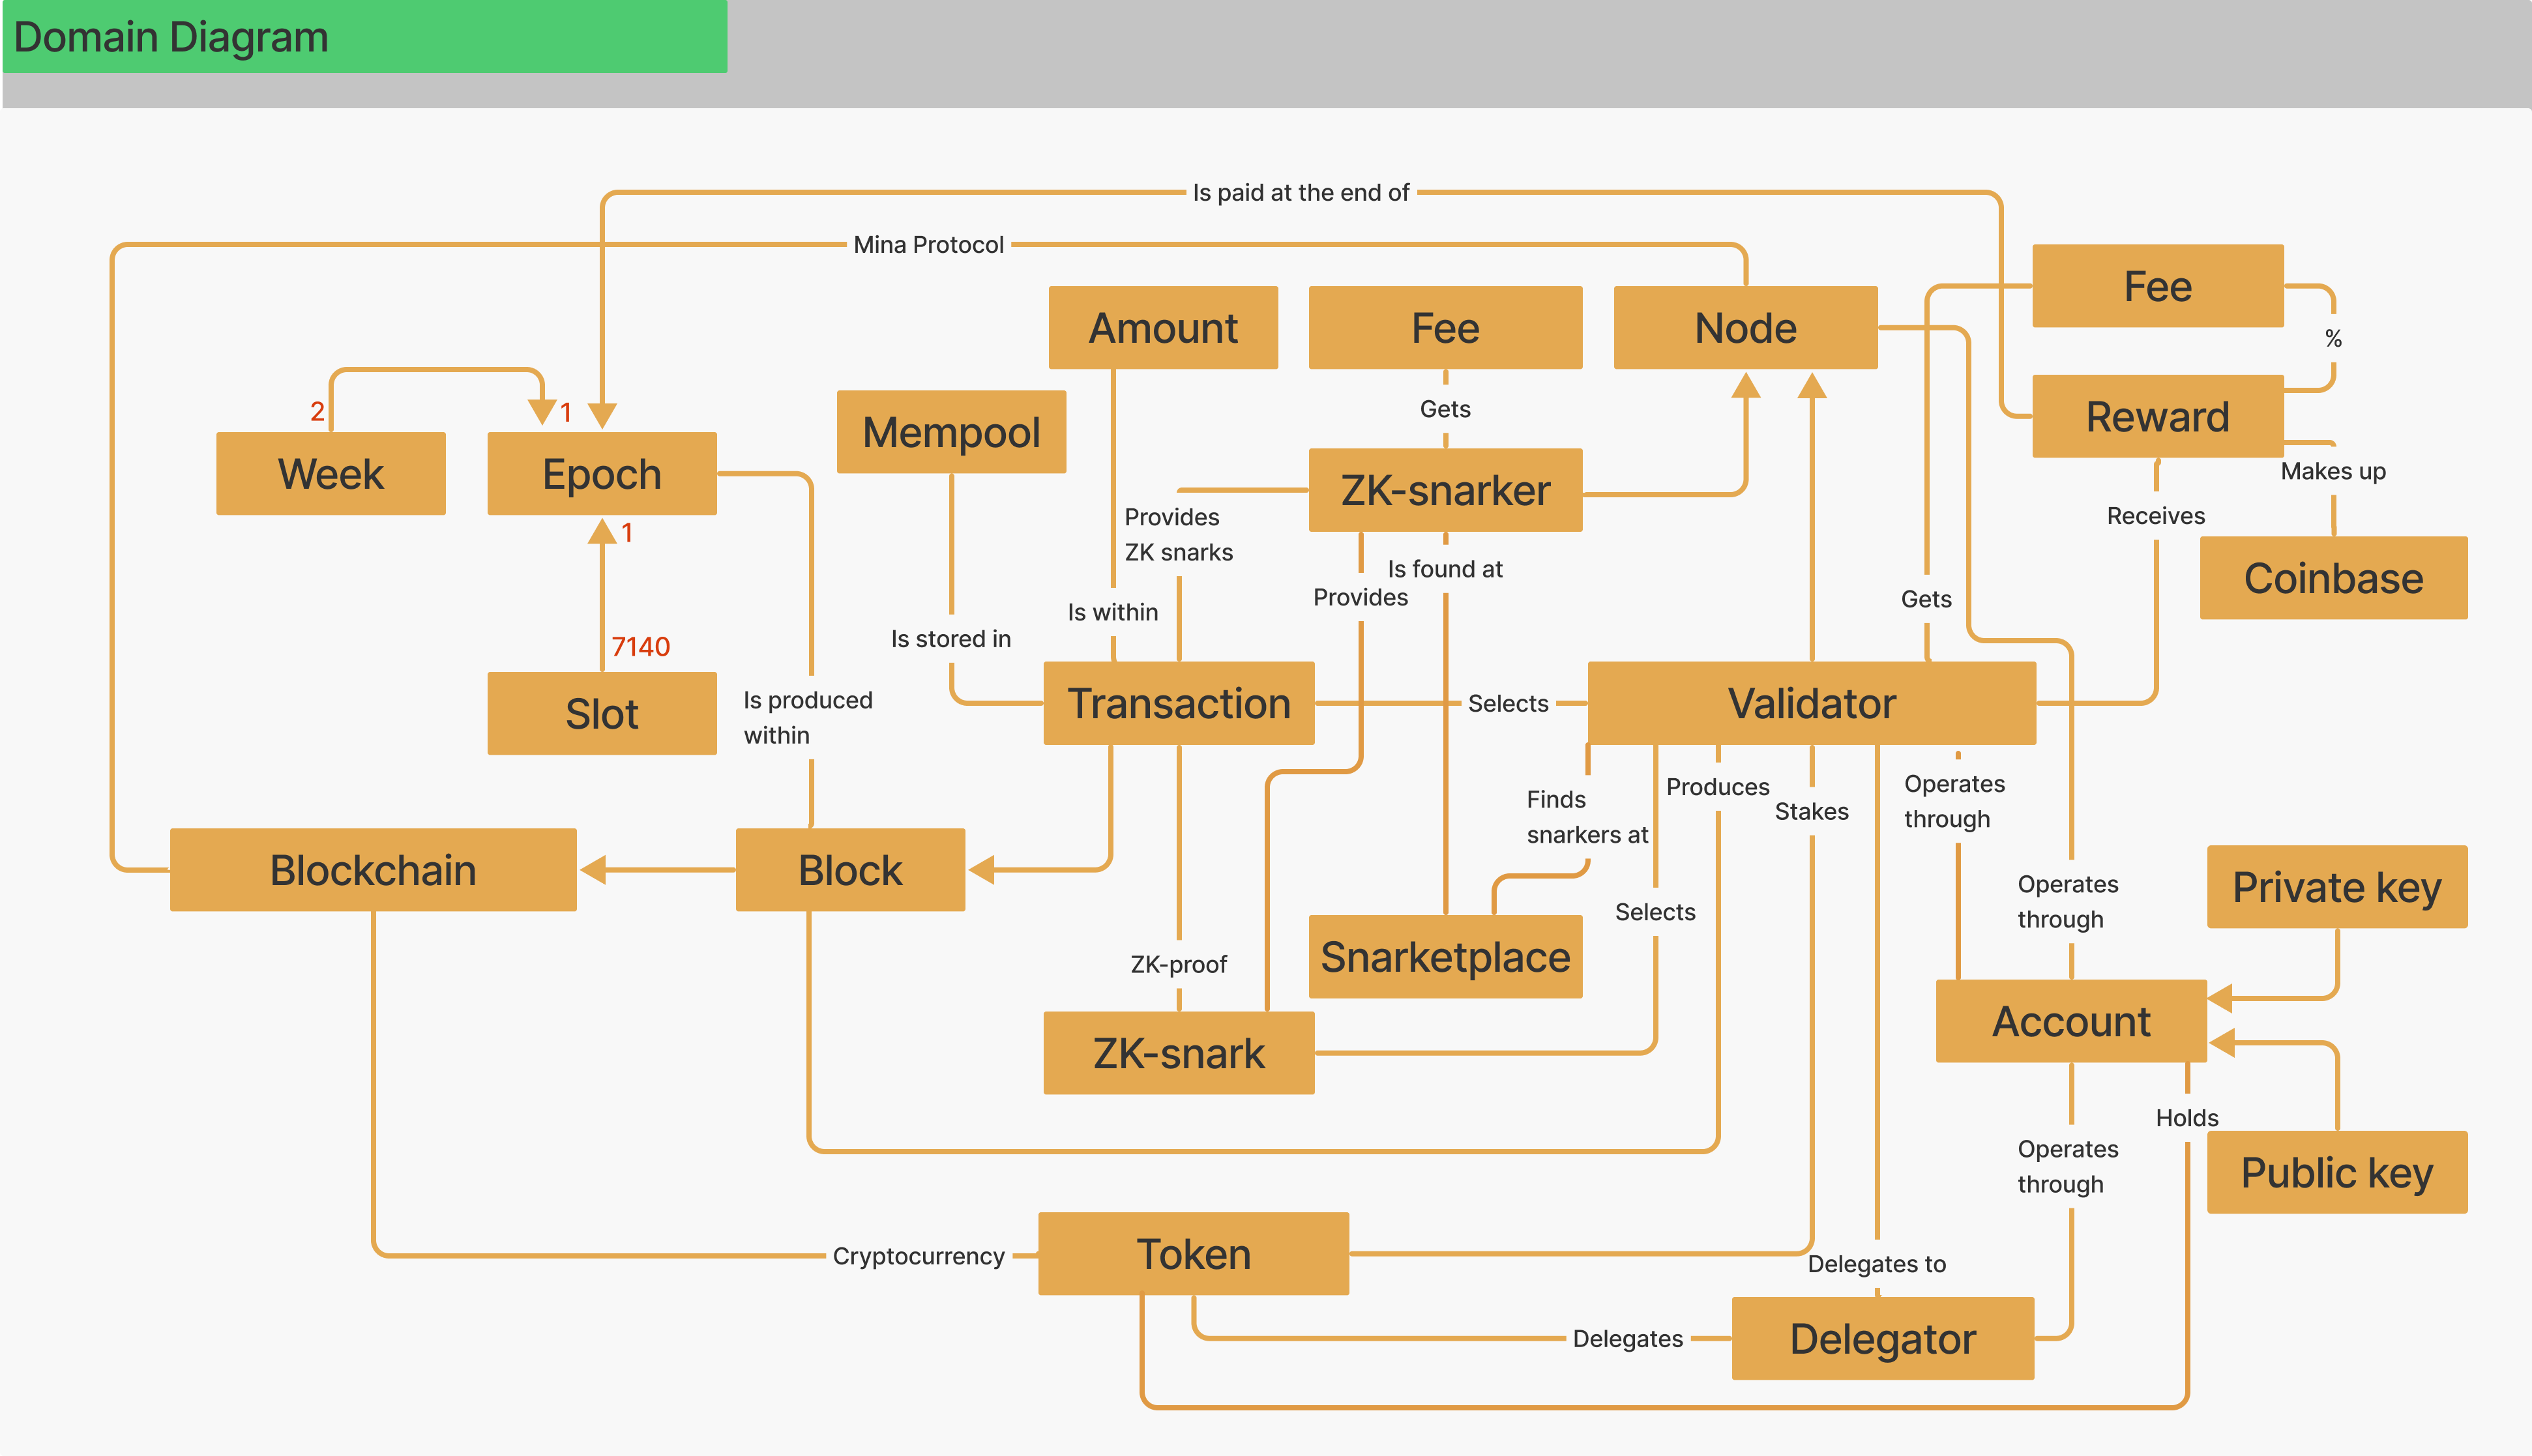 Domain Diagram
Is paid at the end of
Mina Protocol
Fee
Amount
Fee
Node
%
2
1
Gets
Mempool
Reward
Week
Epoch
ZK-snarker
Makes up
1
Provides
ZK snarks
Receives
Is found at
Provides
Coinbase
Is within
Gets
Is stored in
7140
Slot
Is produced
within
Transaction
Selects
Validator
Produces
Operates
through
Finds
snarkers at
Stakes
Blockchain
Block
Operates
through
Private key
Selects
Snarketplace
ZK-proof
Account
ZK-snark
Holds
Operates
through
Public key
Cryptocurrency
Token
Delegates to
Delegates
Delegator